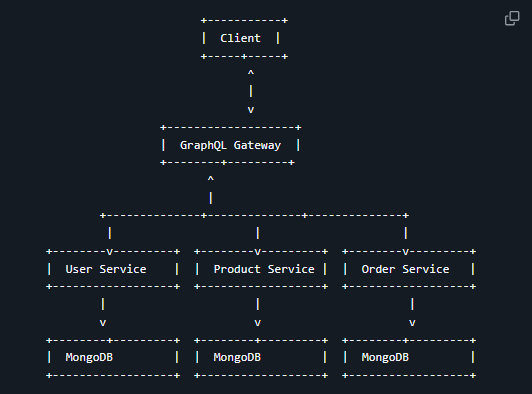 +-----------+
|  Client  |
+-----+-----+
^
|
v
+-------------------+
|  GraphQL Gateway  |
+--------+---------+
^
|
+--------------+--------------+-------------+
|                     |                     |
+--------v---------+  +--------v---------+  +--------v---------+
|  User Service    |  |  Product Service |  |  Order Service   |
+------------------+  +------------------+  +------------------+
|                      |                      |
v                      v                      v
+--------+---------+  +--------+---------+  +--------+---------+
|  MongoDB         |  |  MongoDB         |  |  MongoDB         |
+------------------+  +------------------+  +------------------+